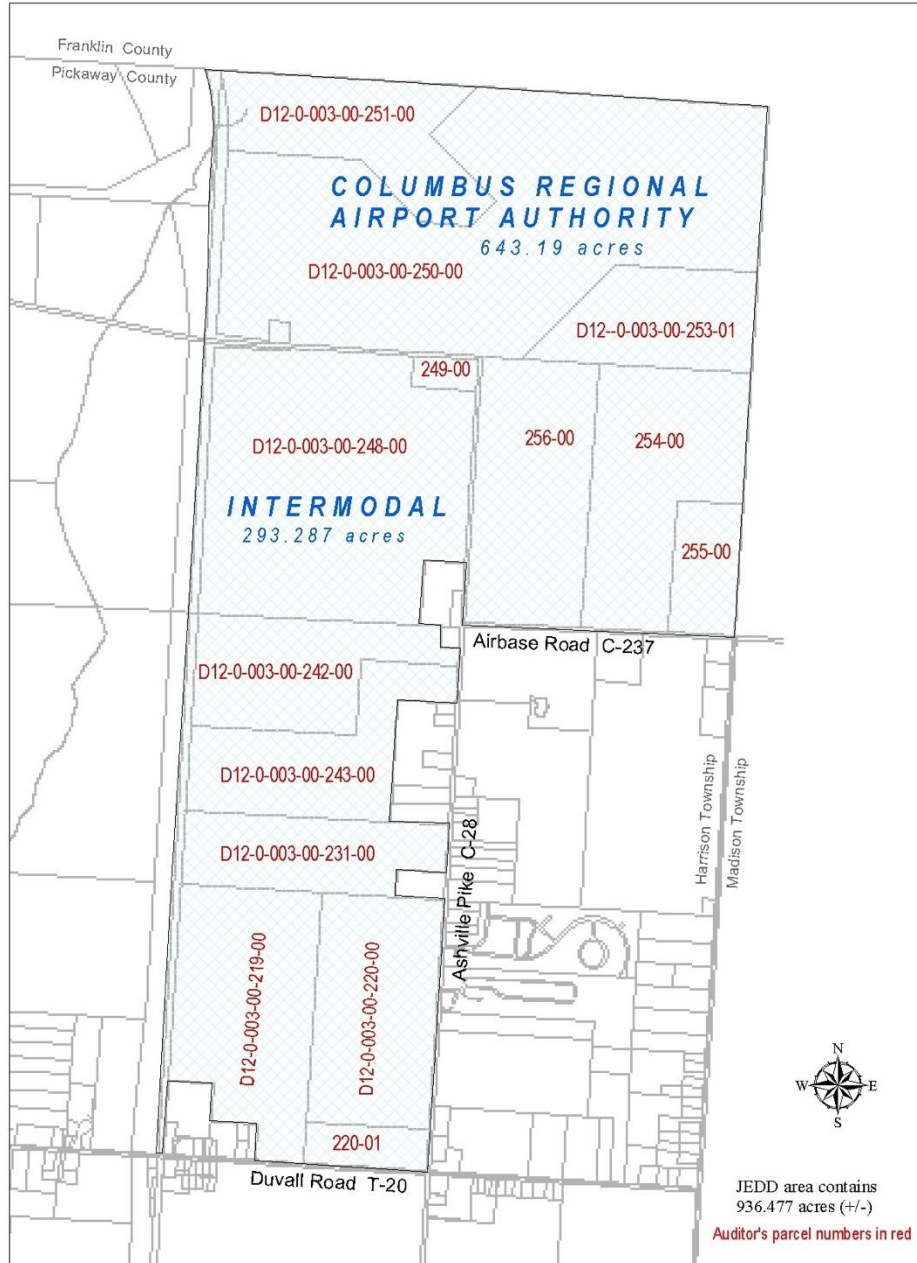 Franklin County
Pickaway County
D12-0-003-00-251-00
COLUMBUS REGIONAL
AIRPORT AUTHORITY
643.19 acres
D12-0-003-00-250-00
D12--0-003-00-253-01
249-00
256-00
254-00
D12-0-003-00-248-00
INTERMODAL
293.287 acres
255-00
Airbase Road C-237
D12-0-003-00-242-00
D12-0-003-00-243-00
Harrison Township
Madison Township
D12-0-003-00-231-00
Ashville Pike C-28
D12-0-003-00-219-00
D12-0-003-00-220-00
220-01
Duvall Road T-20
N
W E
S
JEDD area contains
936.477 acres (+/-)
Auditor's parcel numbers in red